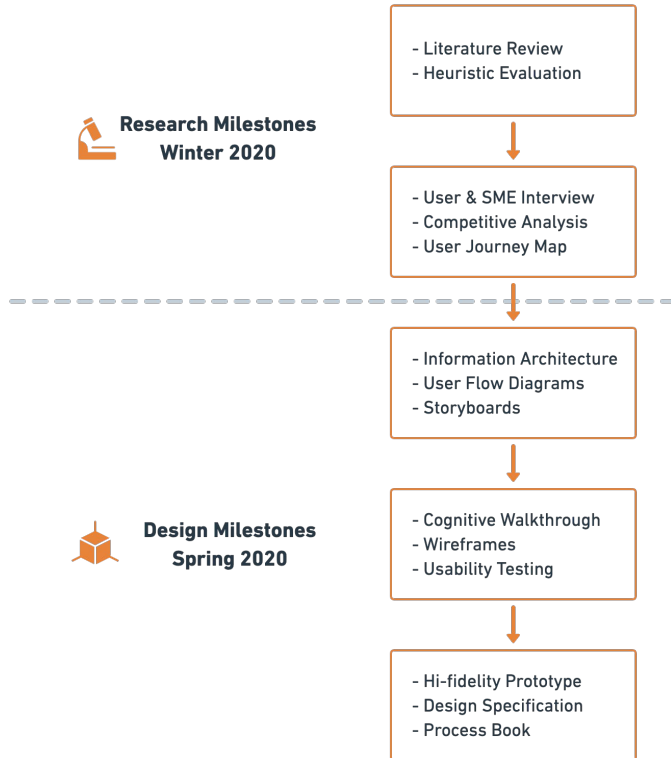 - Literature Review
- Heuristic Evaluation
Research Milestones
Winter 2020
- User & SME Interview
- Competitive Analysis
- User Journey Map
- Information Architecture
- User Flow Diagrams
- Storyboards
Design Milestones
Spring 2020
- Cognitive Walkthrough
- Wireframes
- Usability Testing
- Hi-fidelity Prototype
- Design Specification
- Process Book